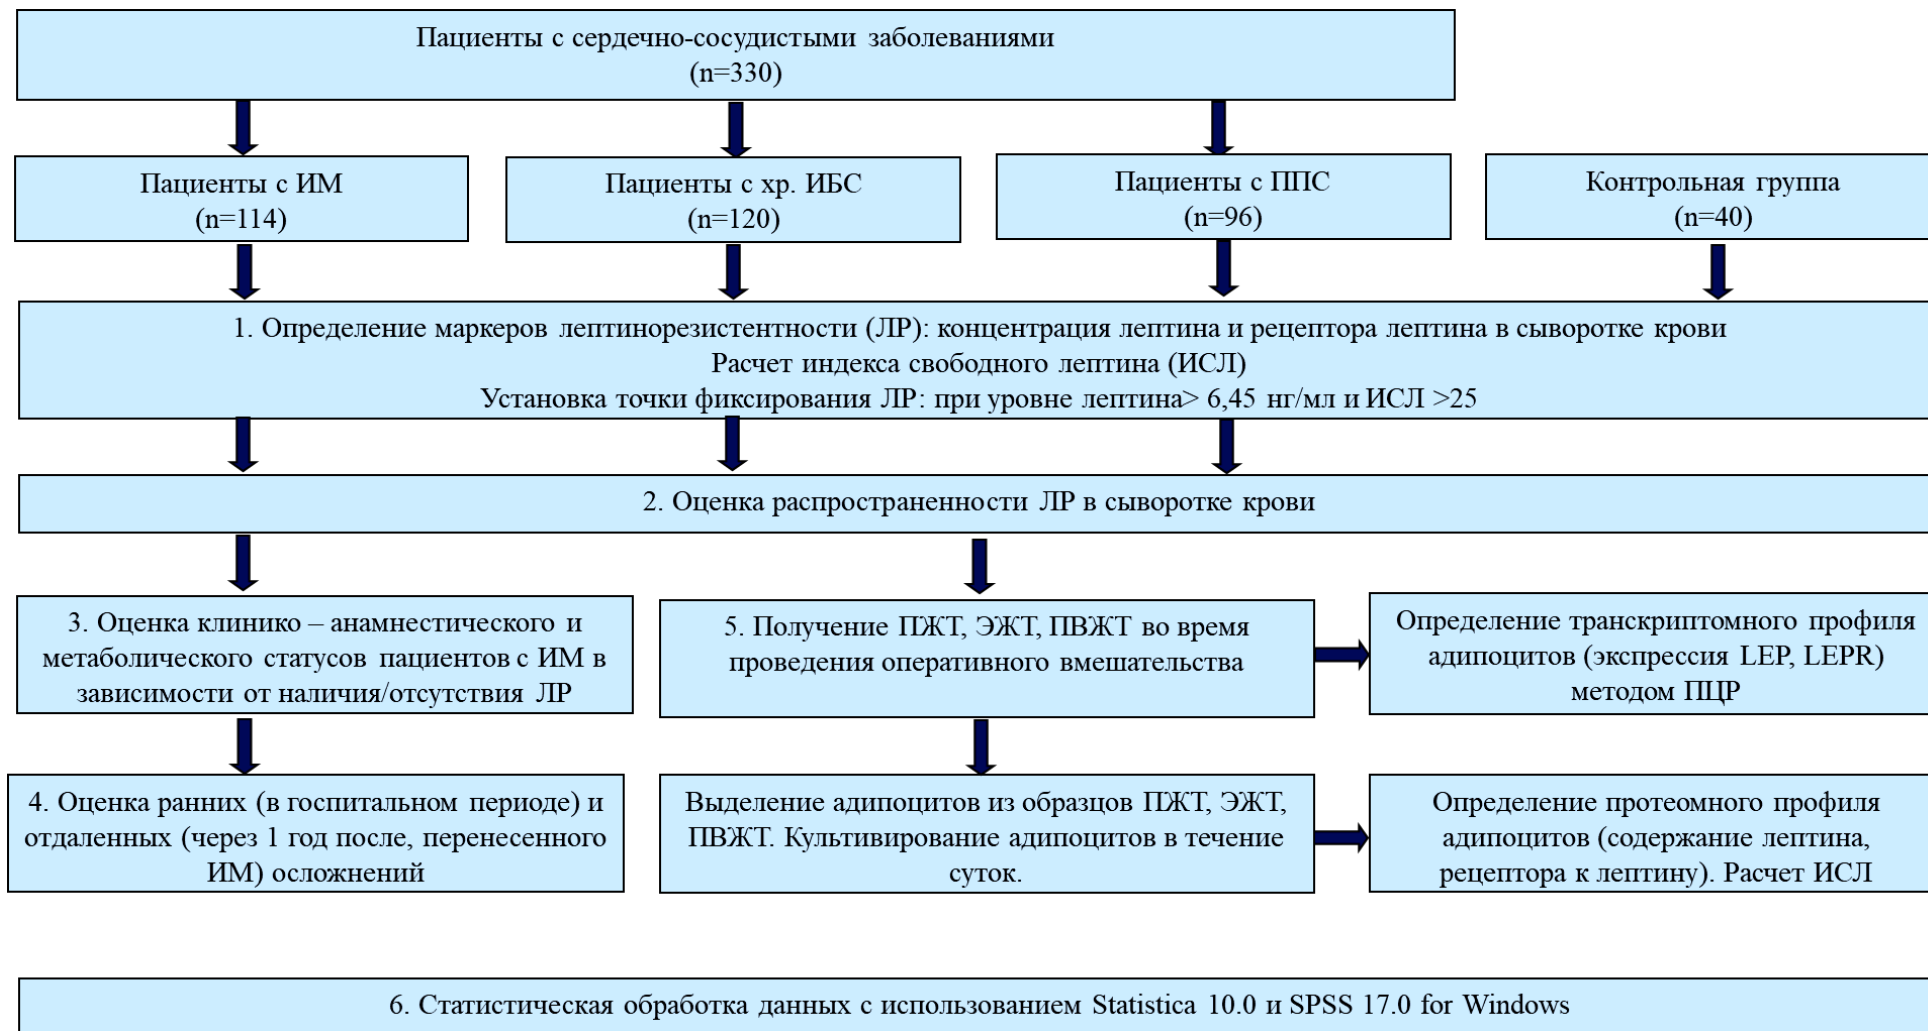 Пациенты с сердечно-сосудистыми заболеваниями
(n=330)
Пациенты с ИМ
(n=114)
Пациенты с хр. ИБС
(n=120)
Пациенты с ППС
(n=96)
Контрольная группа
(n=40)
1. Определение маркеров лептинорезистентности (ЛР): концентрация лептина и рецептора лептина в сыворотке крови
Расчет индекса свободного лептина (ИСЛ)
Установка точки фиксирования ЛР: при уровне лептина> 6,45 нг/мл и ИСЛ >25
2. Оценка распространенности ЛР в сыворотке крови
3. Оценка клинико – анамнестического и
метаболического статусов пациентов с ИМ в
зависимости от наличия/отсутствия ЛР
5. Получение ПЖТ, ЭЖТ, ПВЖТ во время
проведения оперативного вмешательства
Определение транскриптомного профиля
адипоцитов (экспрессия LEP, LEPR)
методом ПЦР
4. Оценка ранних (в госпитальном периоде) и
отдаленных (через 1 год после, перенесенного
ИМ) осложнений
Выделение адипоцитов из образцов ПЖТ, ЭЖТ,
ПВЖТ. Культивирование адипоцитов в течение
суток.
Определение протеомного профиля
адипоцитов (содержание лептина,
рецептора к лептину). Расчет ИСЛ
6. Статистическая обработка данных с использованием Statistica 10.0 и SPSS 17.0 for Windows